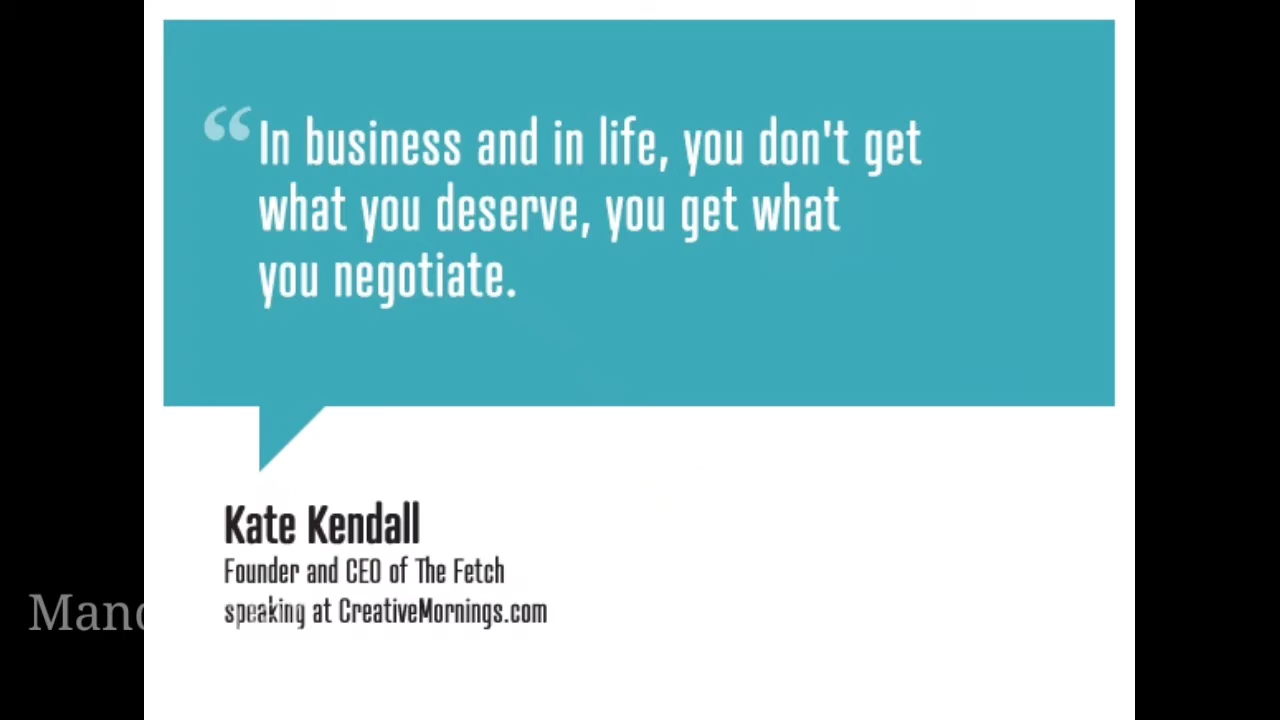 “In business and in life, you don't get
what you deserve, you get what
you negotiate.
Kate Kendall
Founder and CEO of The Fetch
speaking at CreativeMornings.com